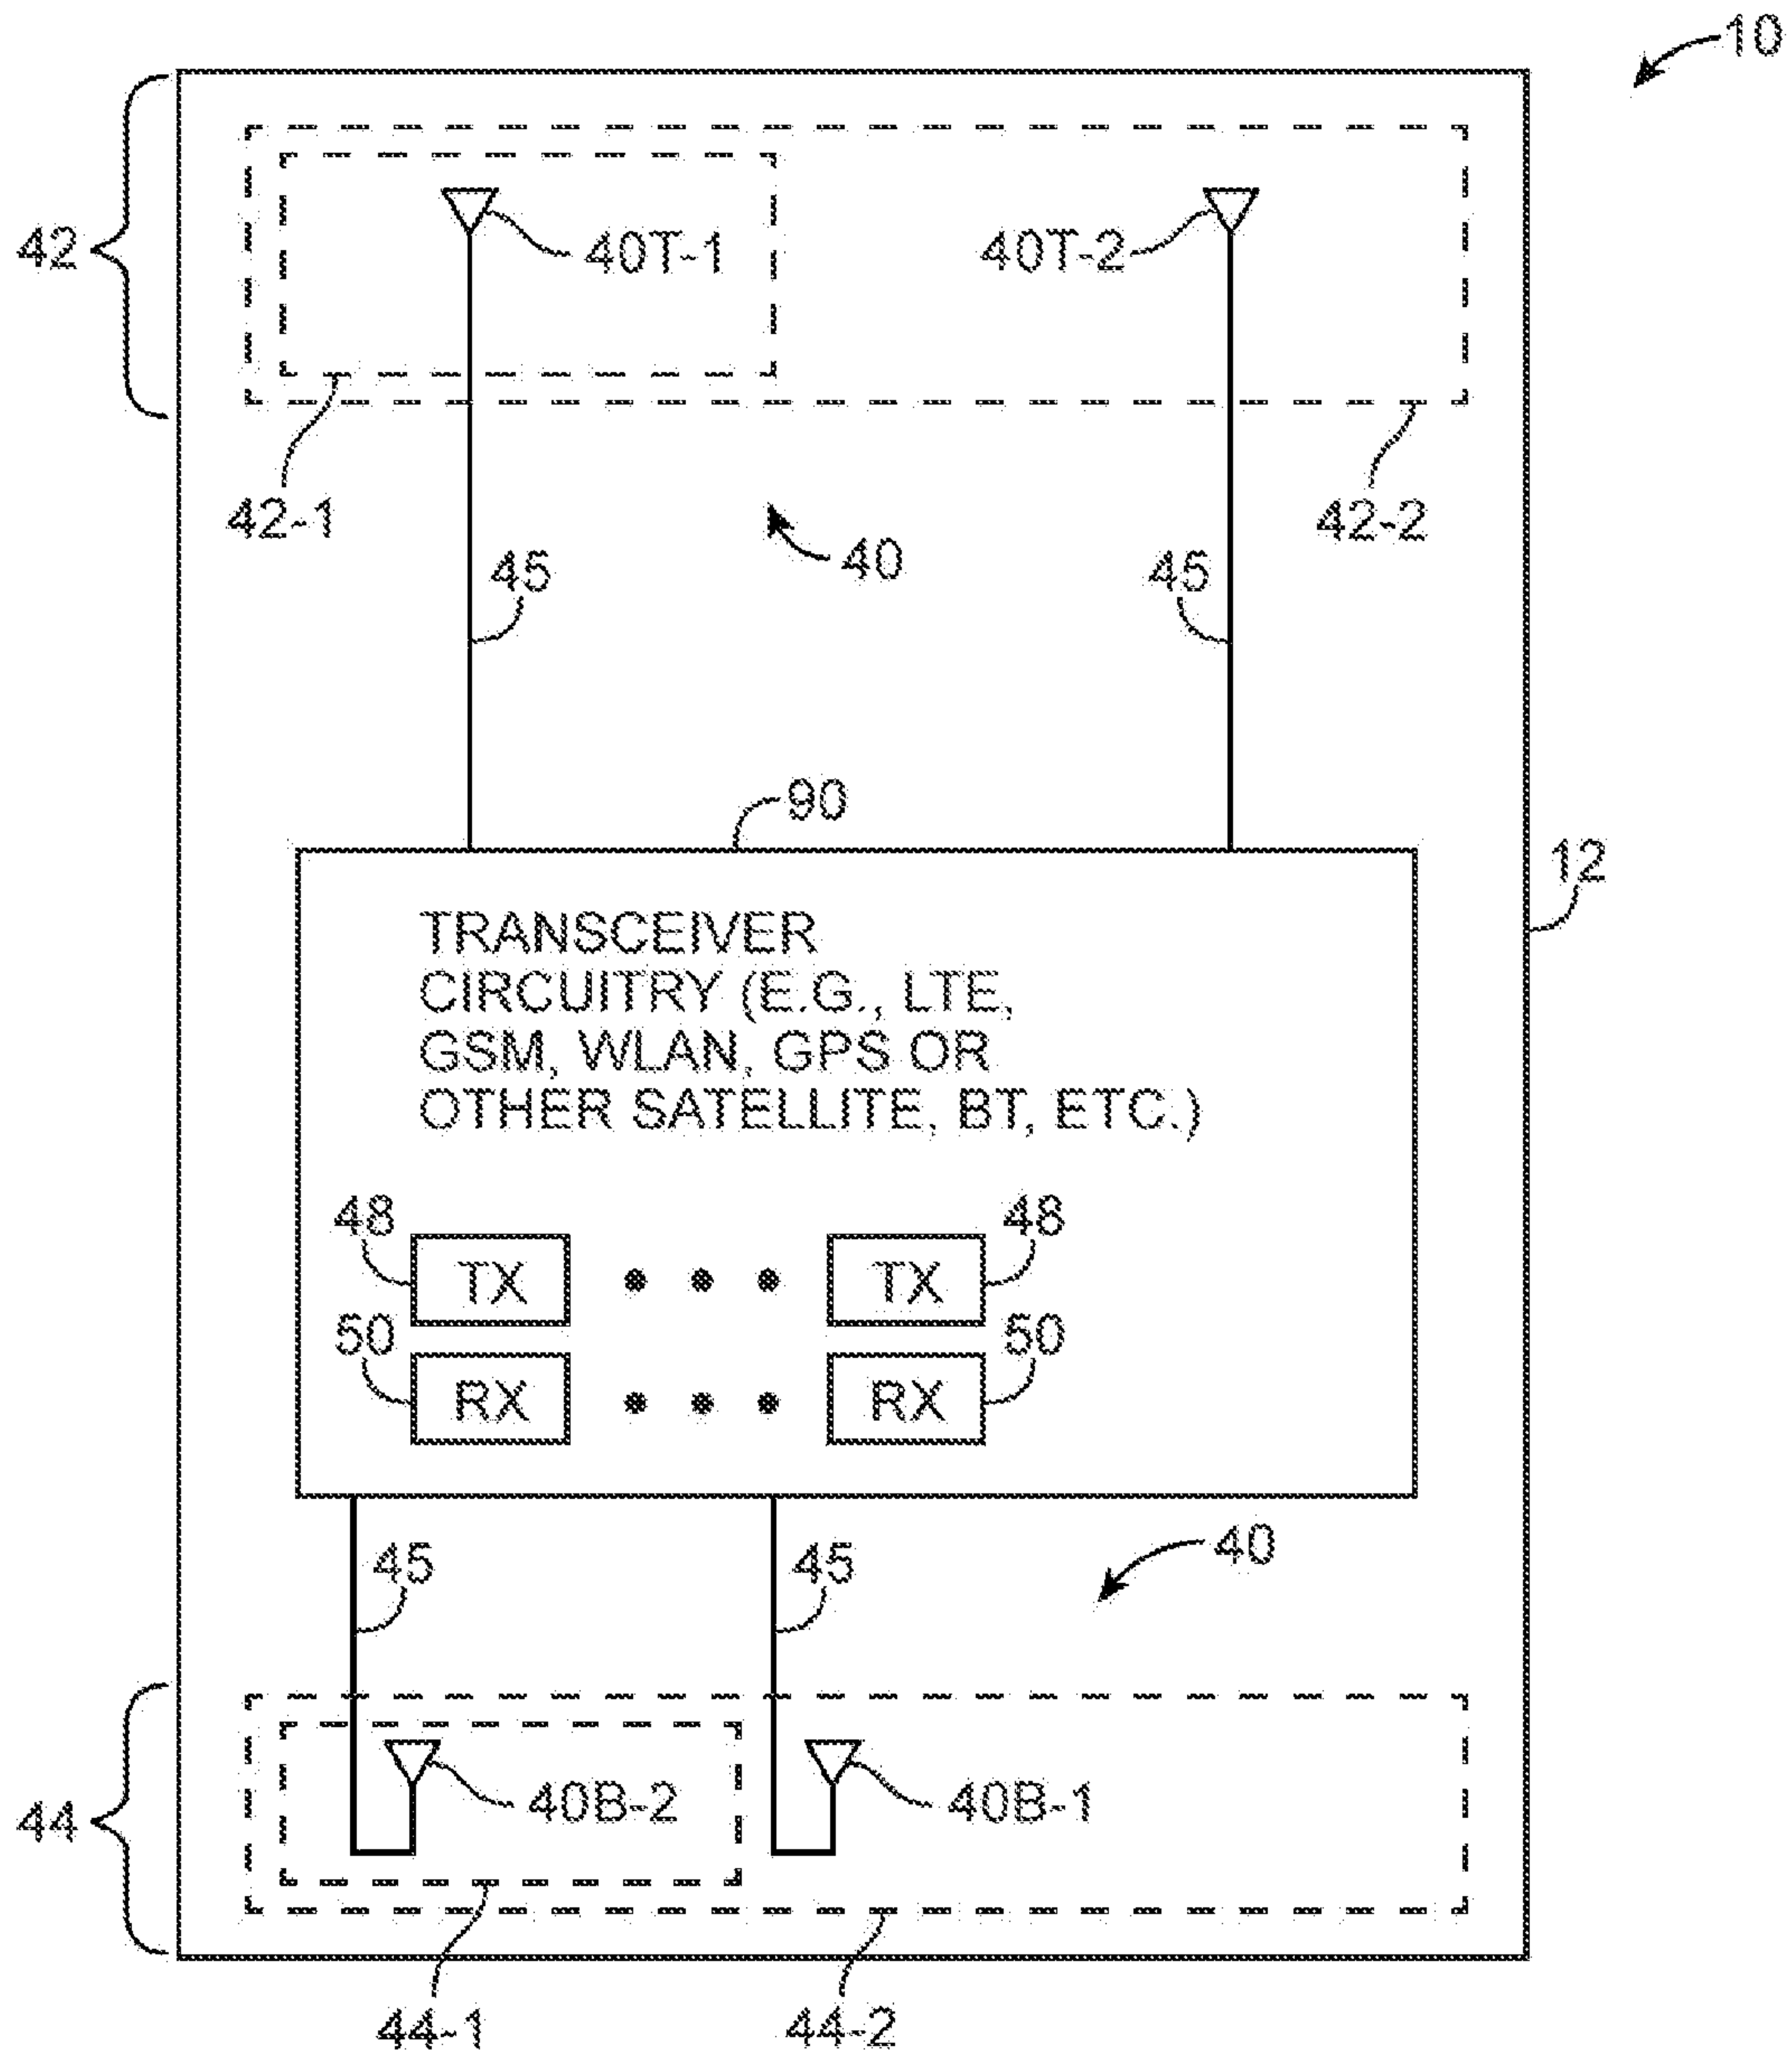 10
42
40T-1
40T-2
42-1
42-2
40
45
45
90
12
TRANSCEIVER
CIRCUITRY (E.G., LTE,
GSM, WLAN, GPS OR
OTHER SATELLITE, BT, ETC.)
48
TX
TX
48
50
RX
RX
50
45
45
40
44
40B-2
40B-1
44-1
44-2